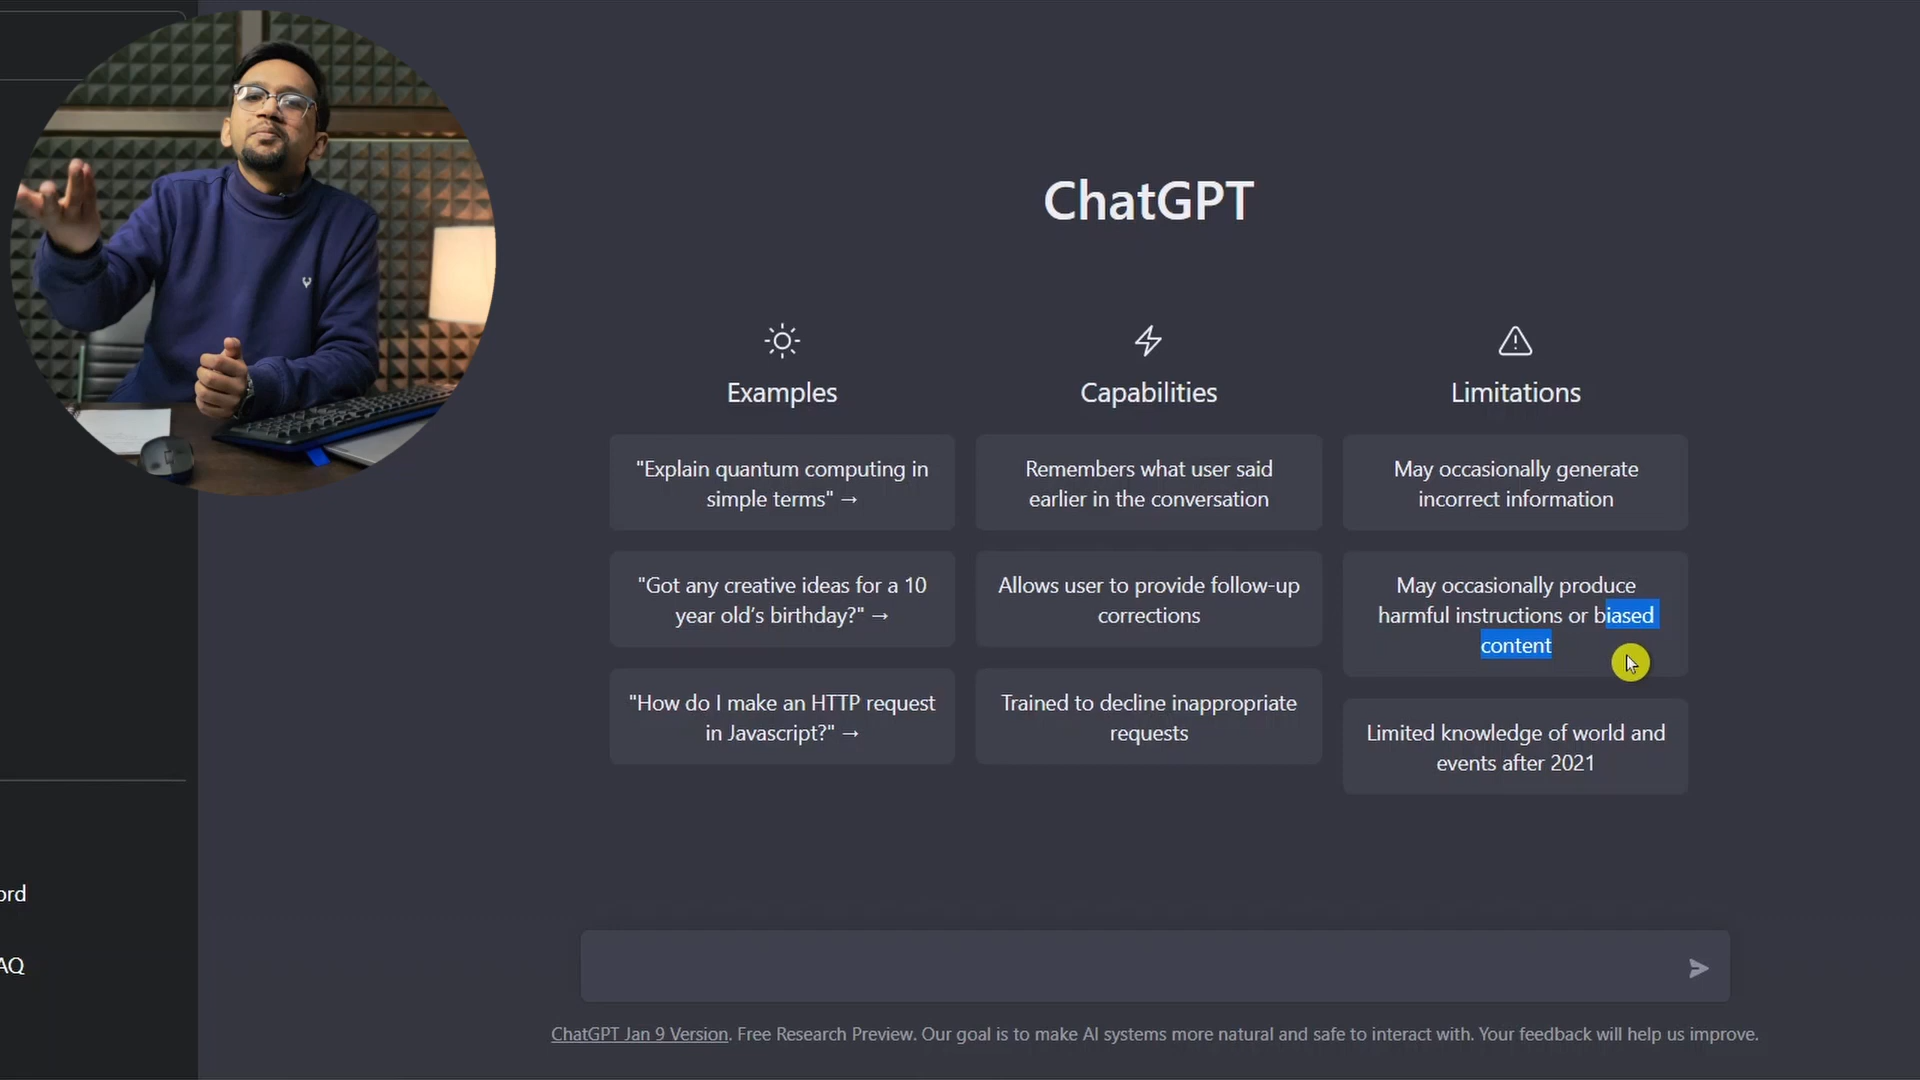 ChatGPT
Examples
"Explain quantum computing in
simple terms" →
"Got any creative ideas for a 10
year old’s birthday?" →
"How do I make an HTTP request
in Javascript?" →
Capabilities
Remembers what user said
earlier in the conversation
Allows user to provide follow-up
corrections
Trained to decline inappropriate
requests
Limitations
May occasionally generate
incorrect information
May occasionally produce
harmful instructions or biased
content
Limited knowledge of world and
events after 2021
ord
AQ
ChatGPT Jan 9 Version. Free Research Preview. Our goal is to make AI systems more natural and safe to interact with. Your feedback will help us improve.